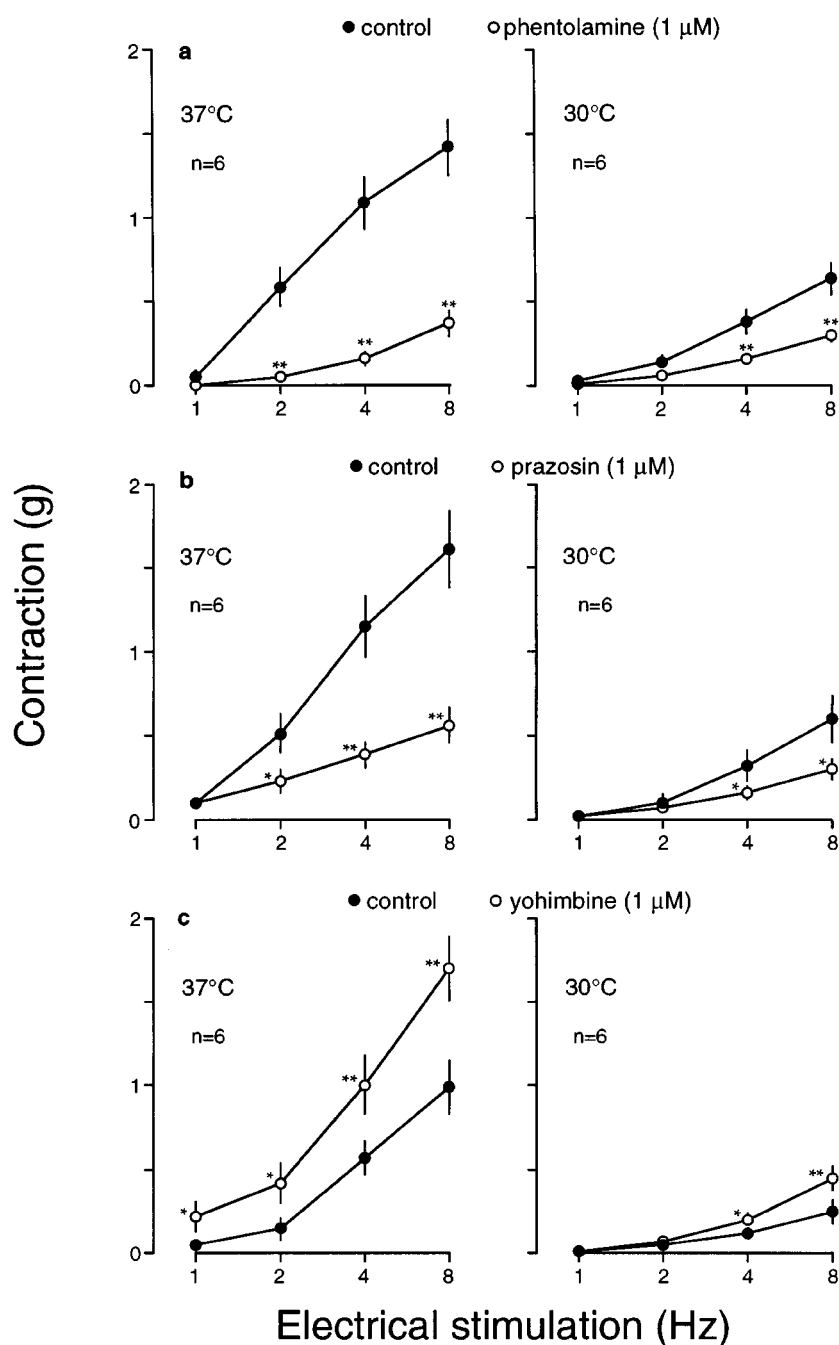 ● control ○ phentolamine (1 µM)
a
2
37°C
30°C
n=6
n=6
1
**
**
**
**
**
0
1 2 4 8
1 2 4 8
● control ○ prazosin (1 µM)
b
2
37°C
30°C
n=6
n=6
1
**
**
*
*
*
0
1 2 4 8
1 2 4 8
● control ○ yohimbine (1 µM)
c
2
**
37°C
30°C
n=6
n=6
1
**
*
*
**
*
0
1 2 4 8
1 2 4 8
Contraction (g)
Electrical stimulation (Hz)